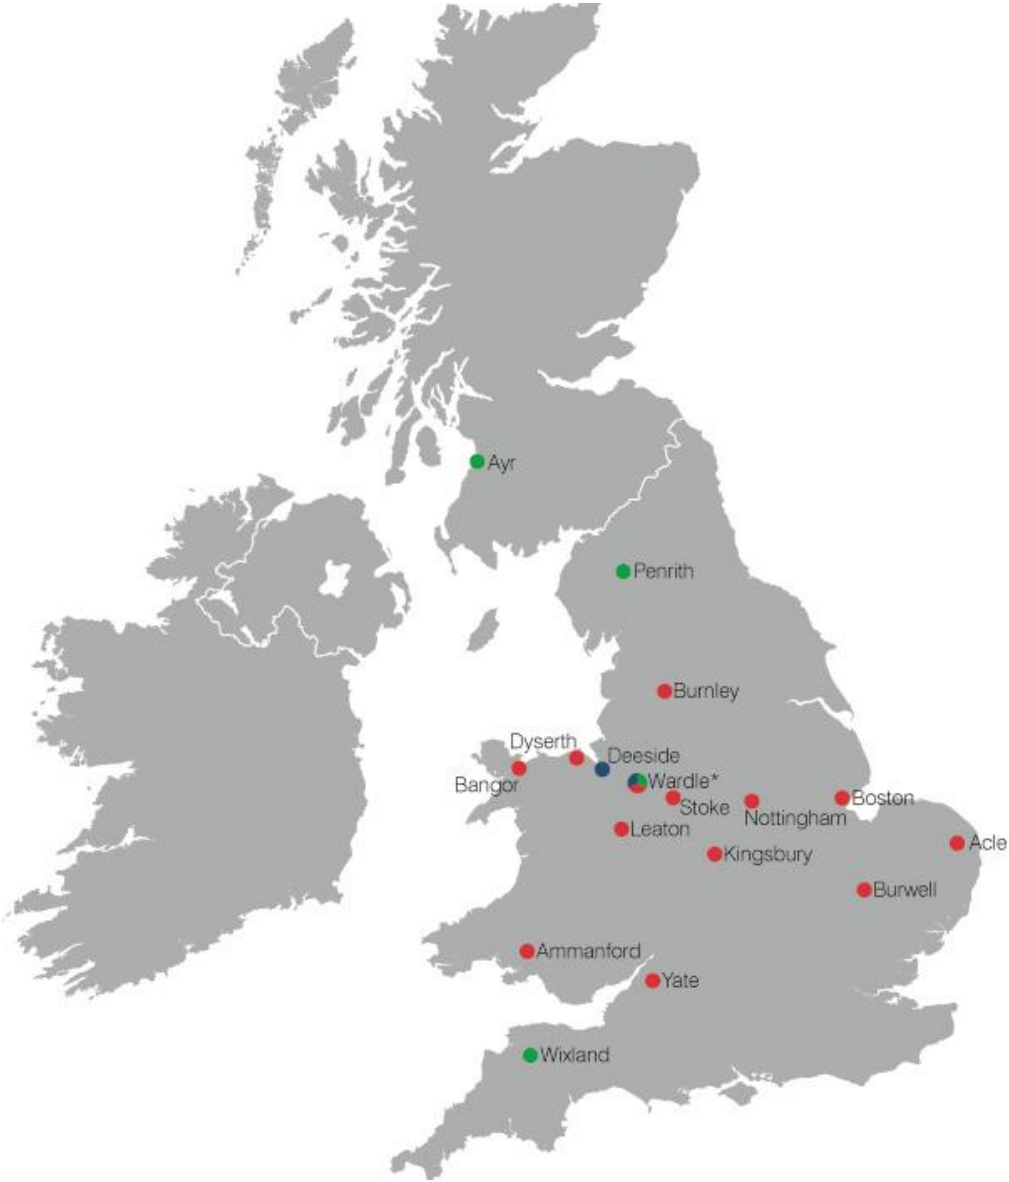 Ayr
Penrith
Burnley
Dyserth
Deeside
Bangor
Wardle*
Stoke
Boston
Nottingham
Leaton
Acle
Kingsbury
Burwell
Ammanford
Yate
Wixland